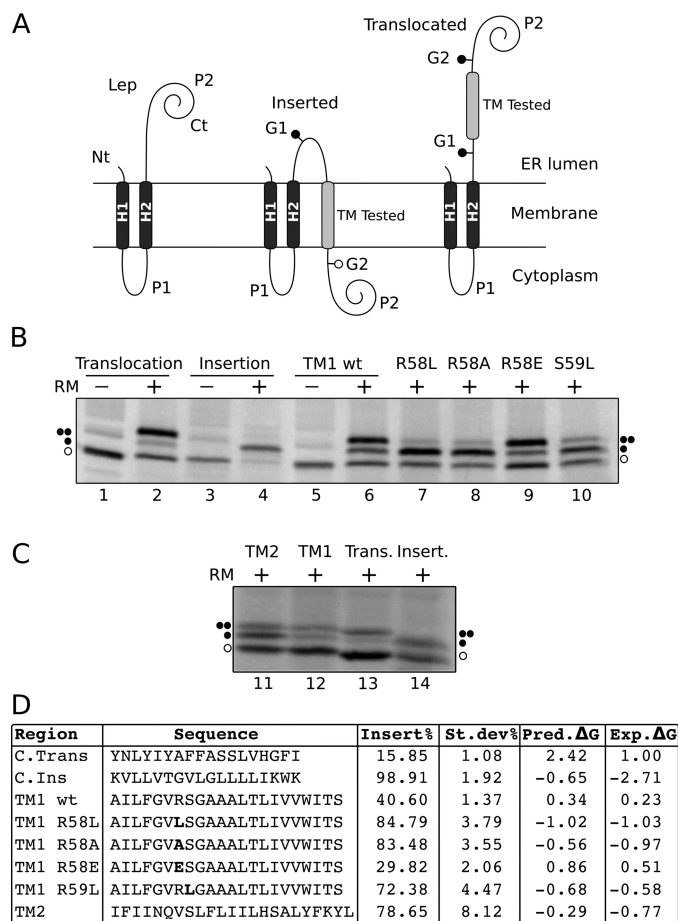 A
Translocated
P2
G2
Lep
P2
Inserted
TM Tested
Ct
G1
G1
Nt
ER lumen
H1
H2
H1
H2
TM Tested
H1
H2
Membrane
G2
Cytoplasm
P1
P1
P2
P1
B
Translocation Insertion TM1 wt R58L R58A R58E S59L
RM − + − + − + + + + +
1 2 3 4 5 6 7 8 9 10
C
TM2 TM1 Trans. Insert.
RM + + + +
11 12 13 14
D
Region Sequence Insert% St.dev% Pred.ΔG Exp.ΔG
C.Trans YNLYIYAFFASSLVHGFI 15.85 1.08 2.42 1.00
C.Ins KVLLVTGVLGLLLLIKWK 98.91 1.92 -0.65 -2.71
TM1 wt AILFGVRSGAAALTLIVVWITS 40.60 1.37 0.34 0.23
TM1 R58L AILFGVLSGAAALTLIVVWITS 84.79 3.79 -1.02 -1.03
TM1 R58A AILFGVASGAAALTLIVVWITS 83.48 3.55 -0.56 -0.97
TM1 R58E AILFGVESGAAALTLIVVWITS 29.82 2.06 0.86 0.51
TM1 R59L AILFGVRLGAAALTLIVVWITS 72.38 4.47 -0.68 -0.58
TM2 IFIINQVSLFLIILHSALYFKYL 78.65 8.12 -0.29 -0.77